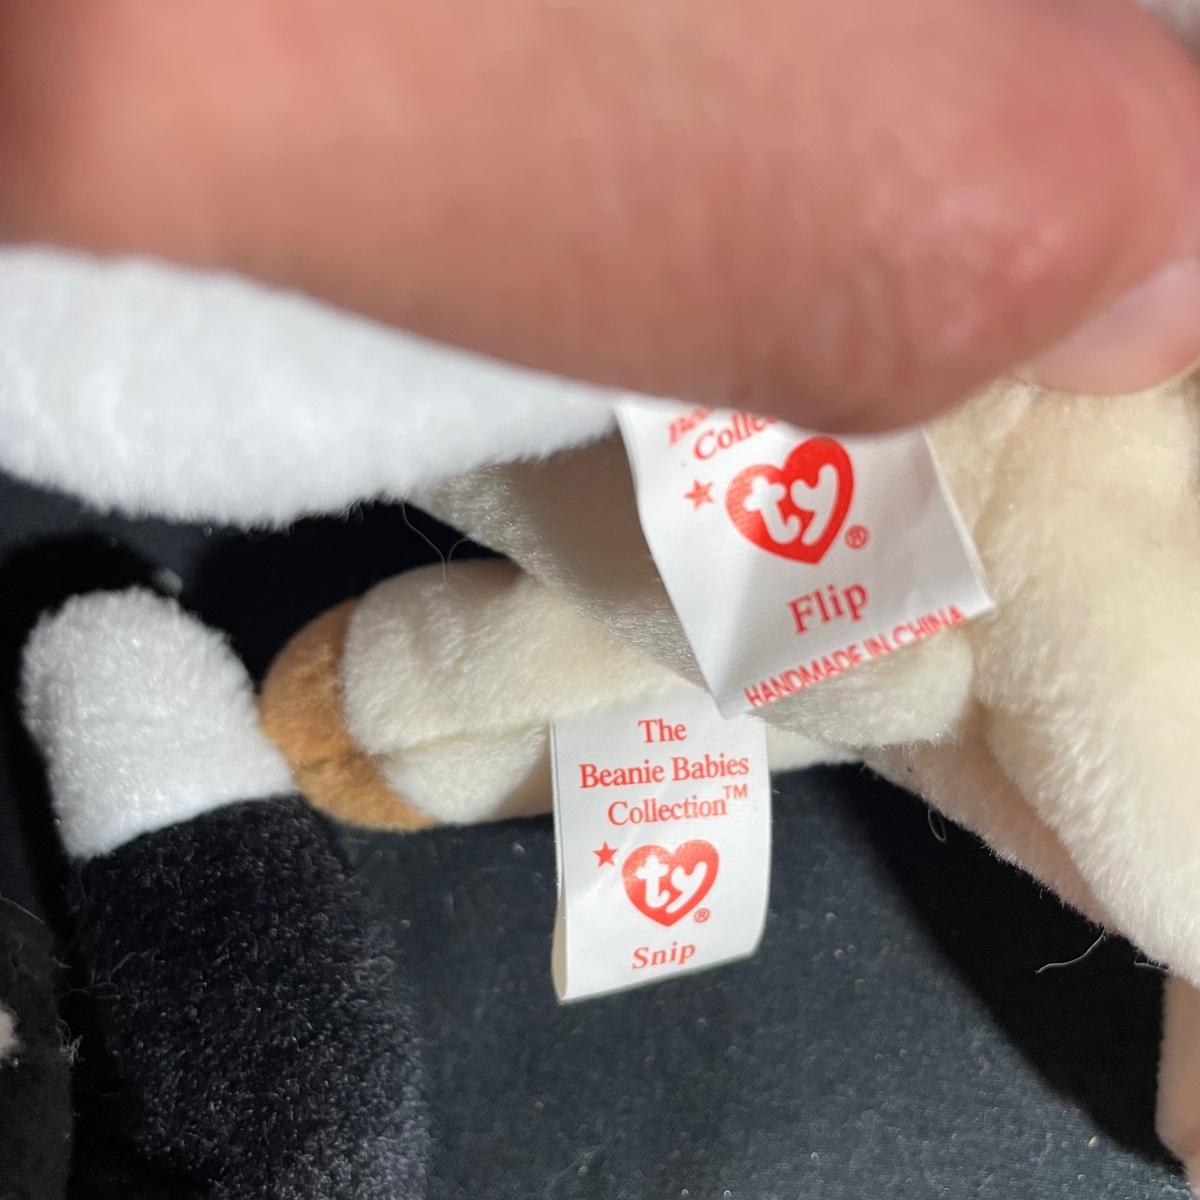 Collec
ty®
Flip
HANDMADE IN CHINA
The
Beanie Babies
Collection™
ty®
Snip